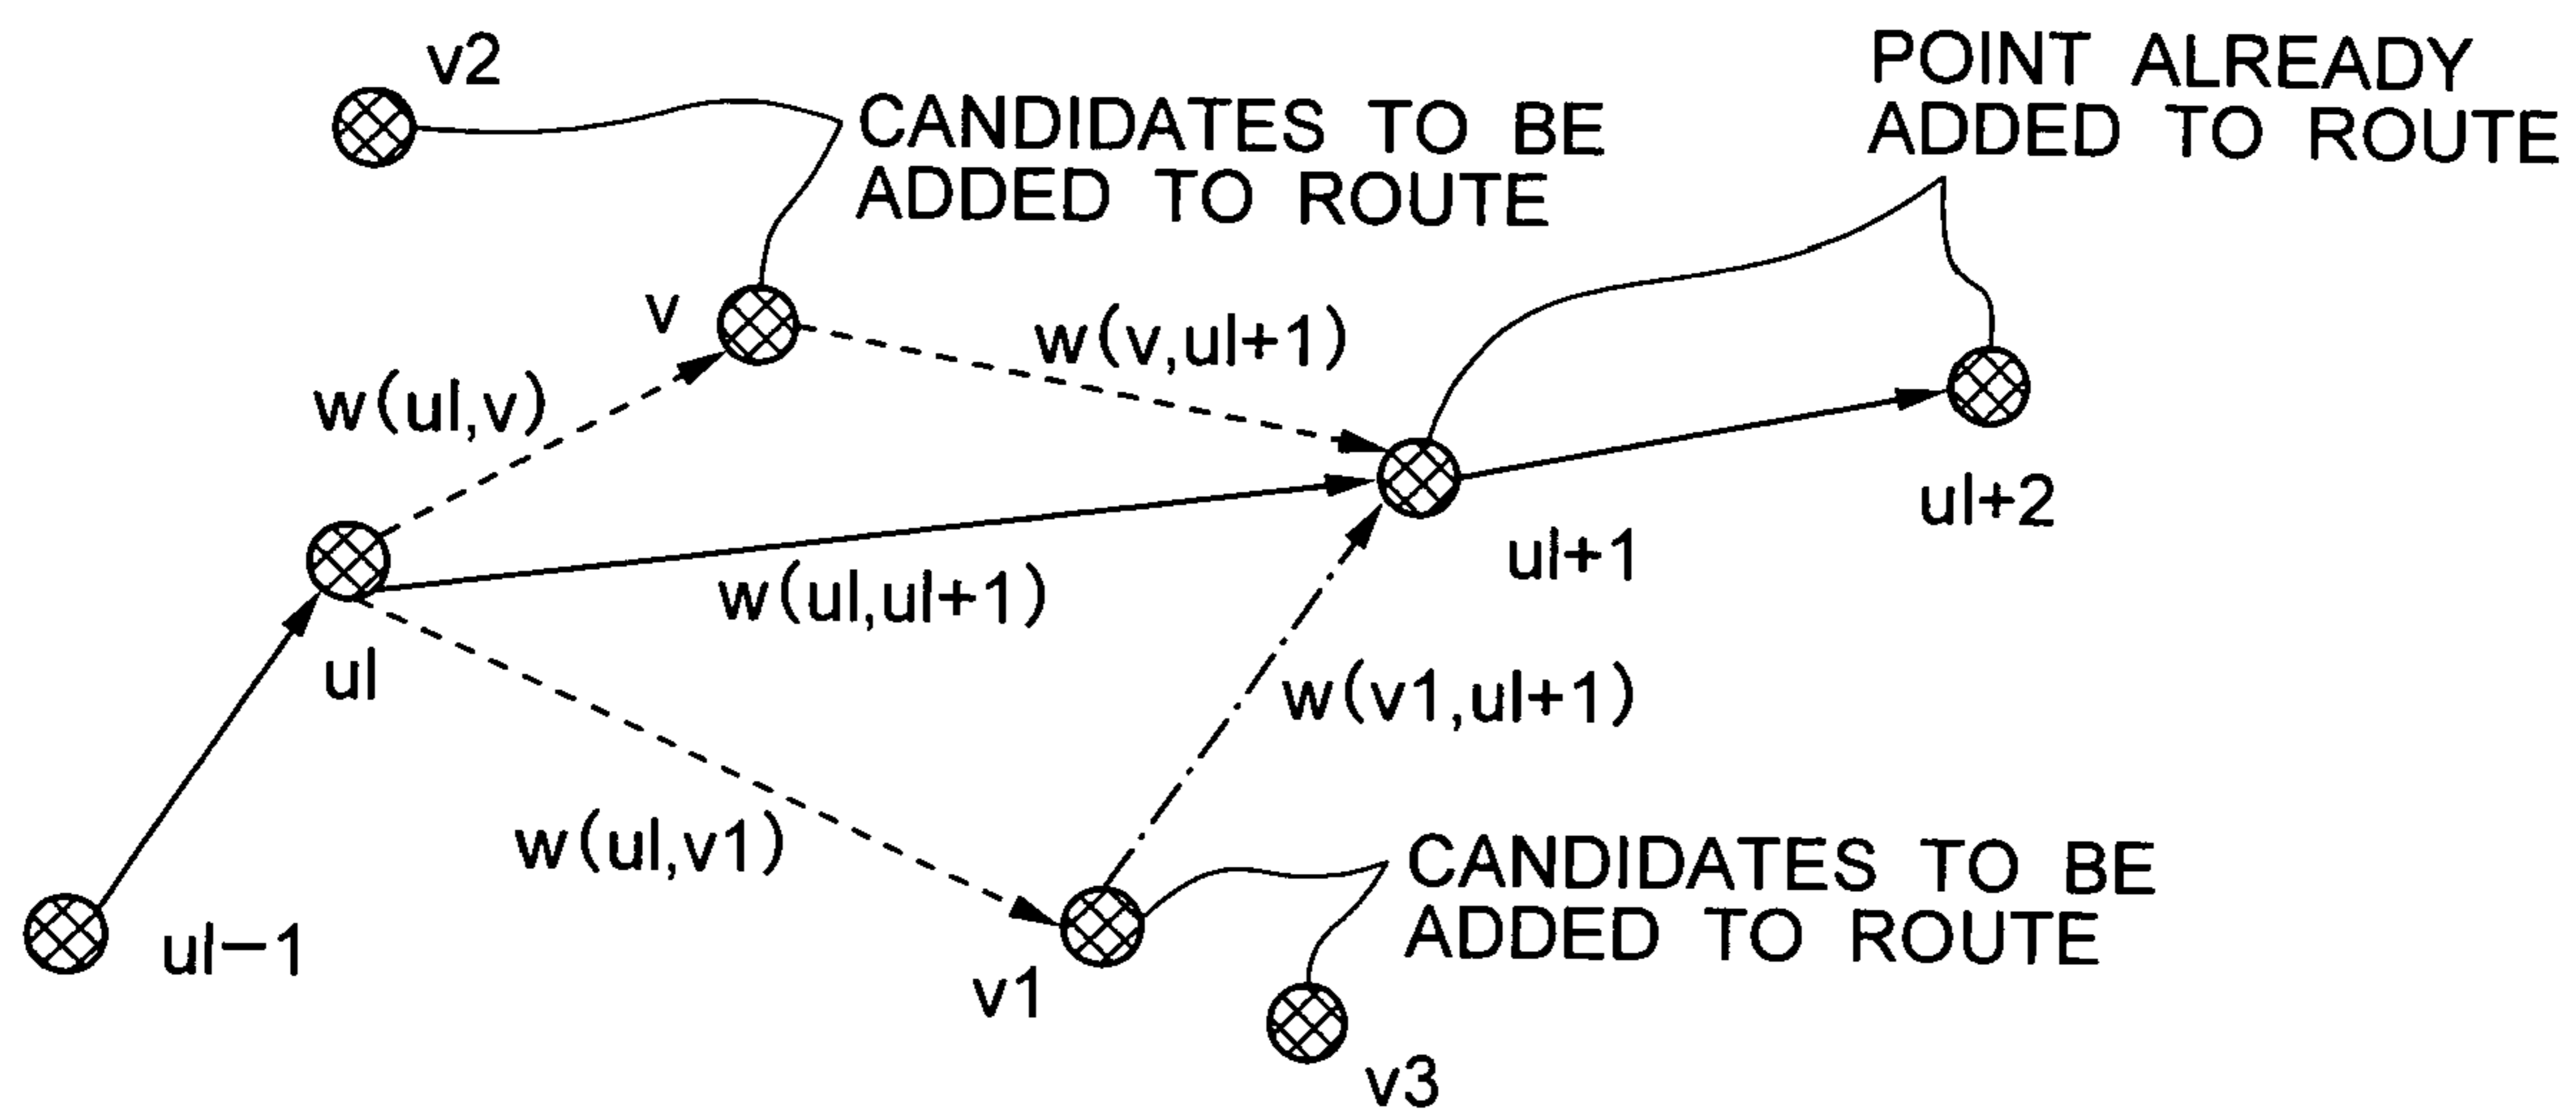 v2
CANDIDATES TO BE
ADDED TO ROUTE
POINT ALREADY
ADDED TO ROUTE
v
w(v,ul+1)
w(ul,v)
ul+2
ul+1
w(ul,ul+1)
ul
w(v1,ul+1)
w(ul,v1)
CANDIDATES TO BE
ADDED TO ROUTE
ul−1
v1
v3